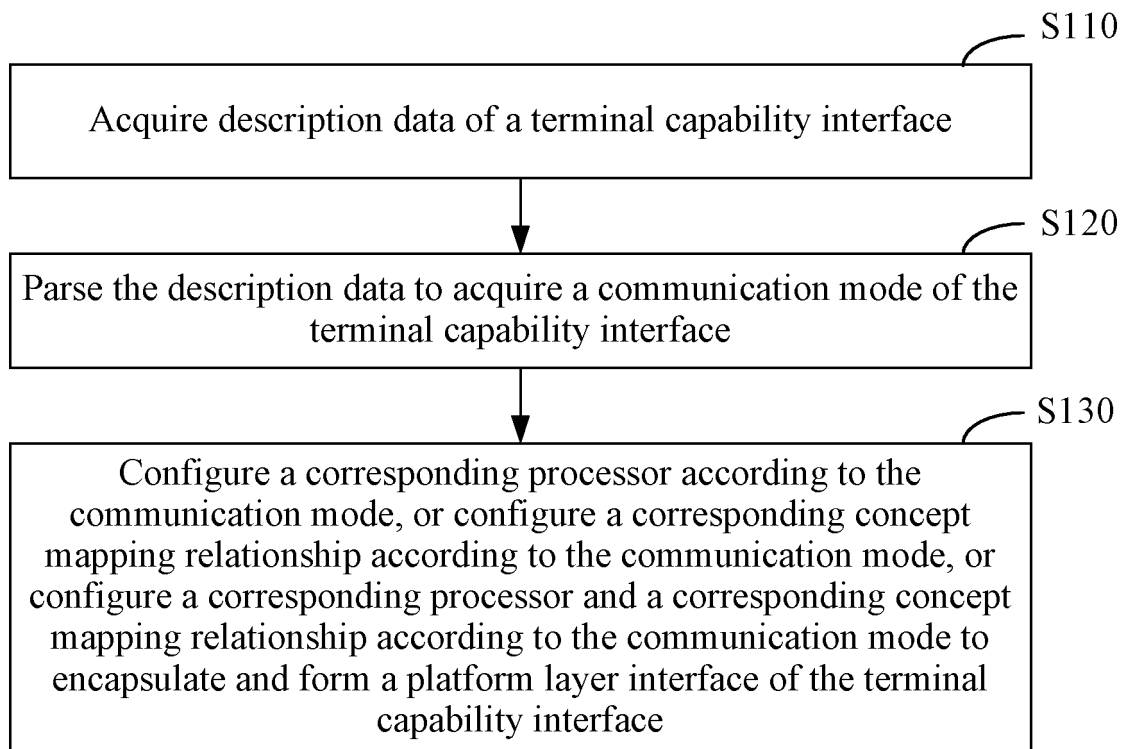 S110
Acquire description data of a terminal capability interface
S120
Parse the description data to acquire a communication mode of the
terminal capability interface
S130
Configure a corresponding processor according to the
communication mode, or configure a corresponding concept
mapping relationship according to the communication mode, or
configure a corresponding processor and a corresponding concept
mapping relationship according to the communication mode to
encapsulate and form a platform layer interface of the terminal
capability interface